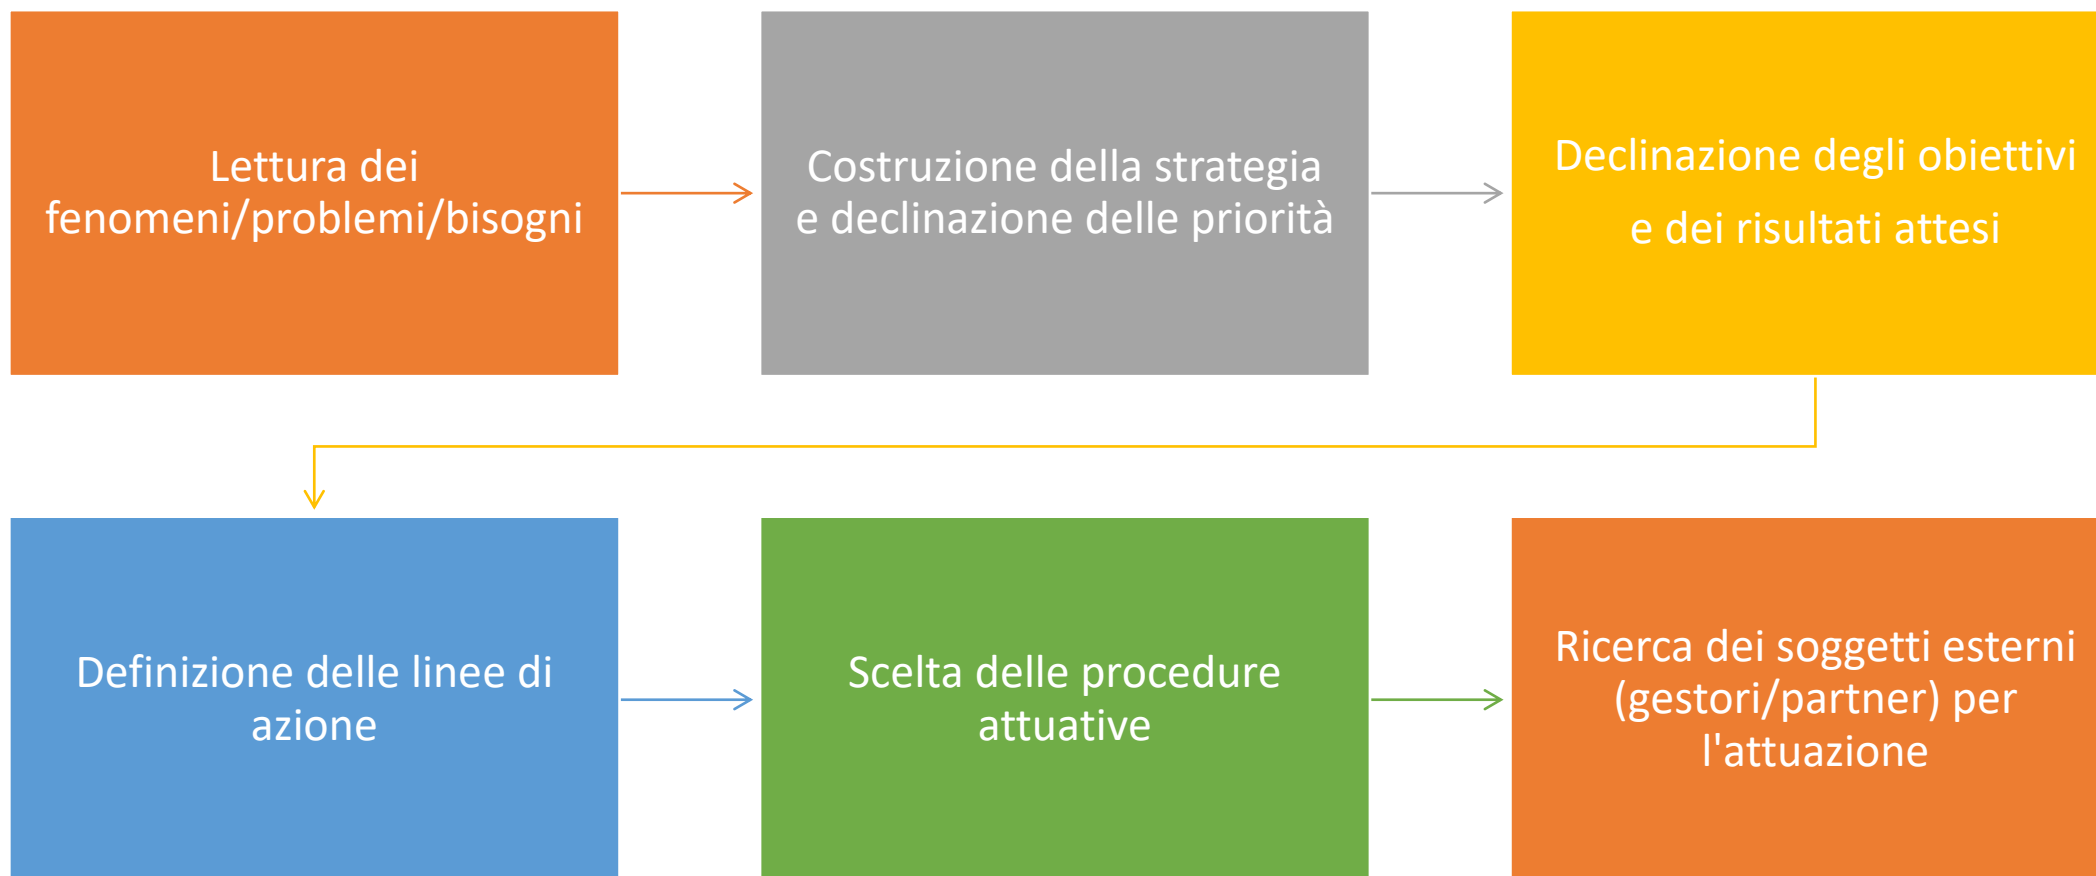 Lettura dei
fenomeni/problemi/bisogni
Costruzione della strategia
e declinazione delle priorità
Declinazione degli obiettivi
e dei risultati attesi
Definizione delle linee di
azione
Scelta delle procedure
attuative
Ricerca dei soggetti esterni
(gestori/partner) per
l'attuazione